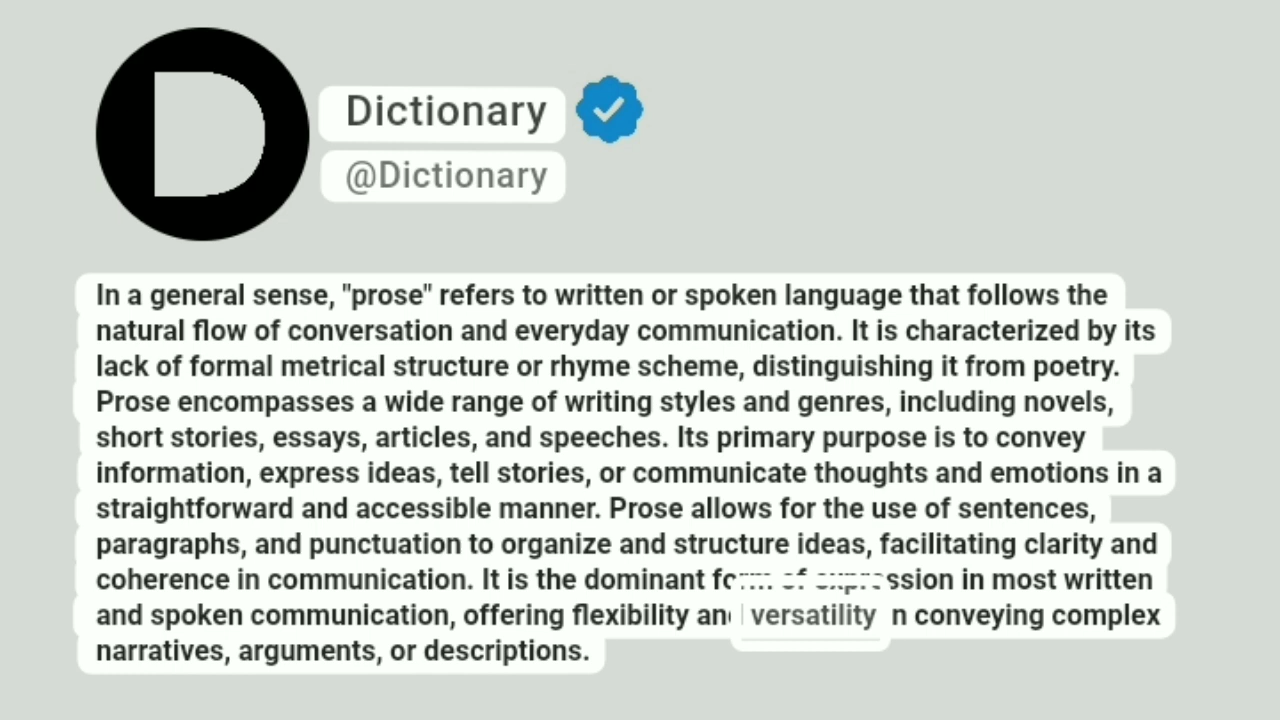 D
Dictionary
@Dictionary
In a general sense, "prose" refers to written or spoken language that follows the
natural flow of conversation and everyday communication. It is characterized by its
lack of formal metrical structure or rhyme scheme, distinguishing it from poetry.
Prose encompasses a wide range of writing styles and genres, including novels,
short stories, essays, articles, and speeches. Its primary purpose is to convey
information, express ideas, tell stories, or communicate thoughts and emotions in a
straightforward and accessible manner. Prose allows for the use of sentences,
paragraphs, and punctuation to organize and structure ideas, facilitating clarity and
coherence in communication. It is the dominant form of expression in most written
and spoken communication, offering flexibility and versatility n conveying complex
narratives, arguments, or descriptions.